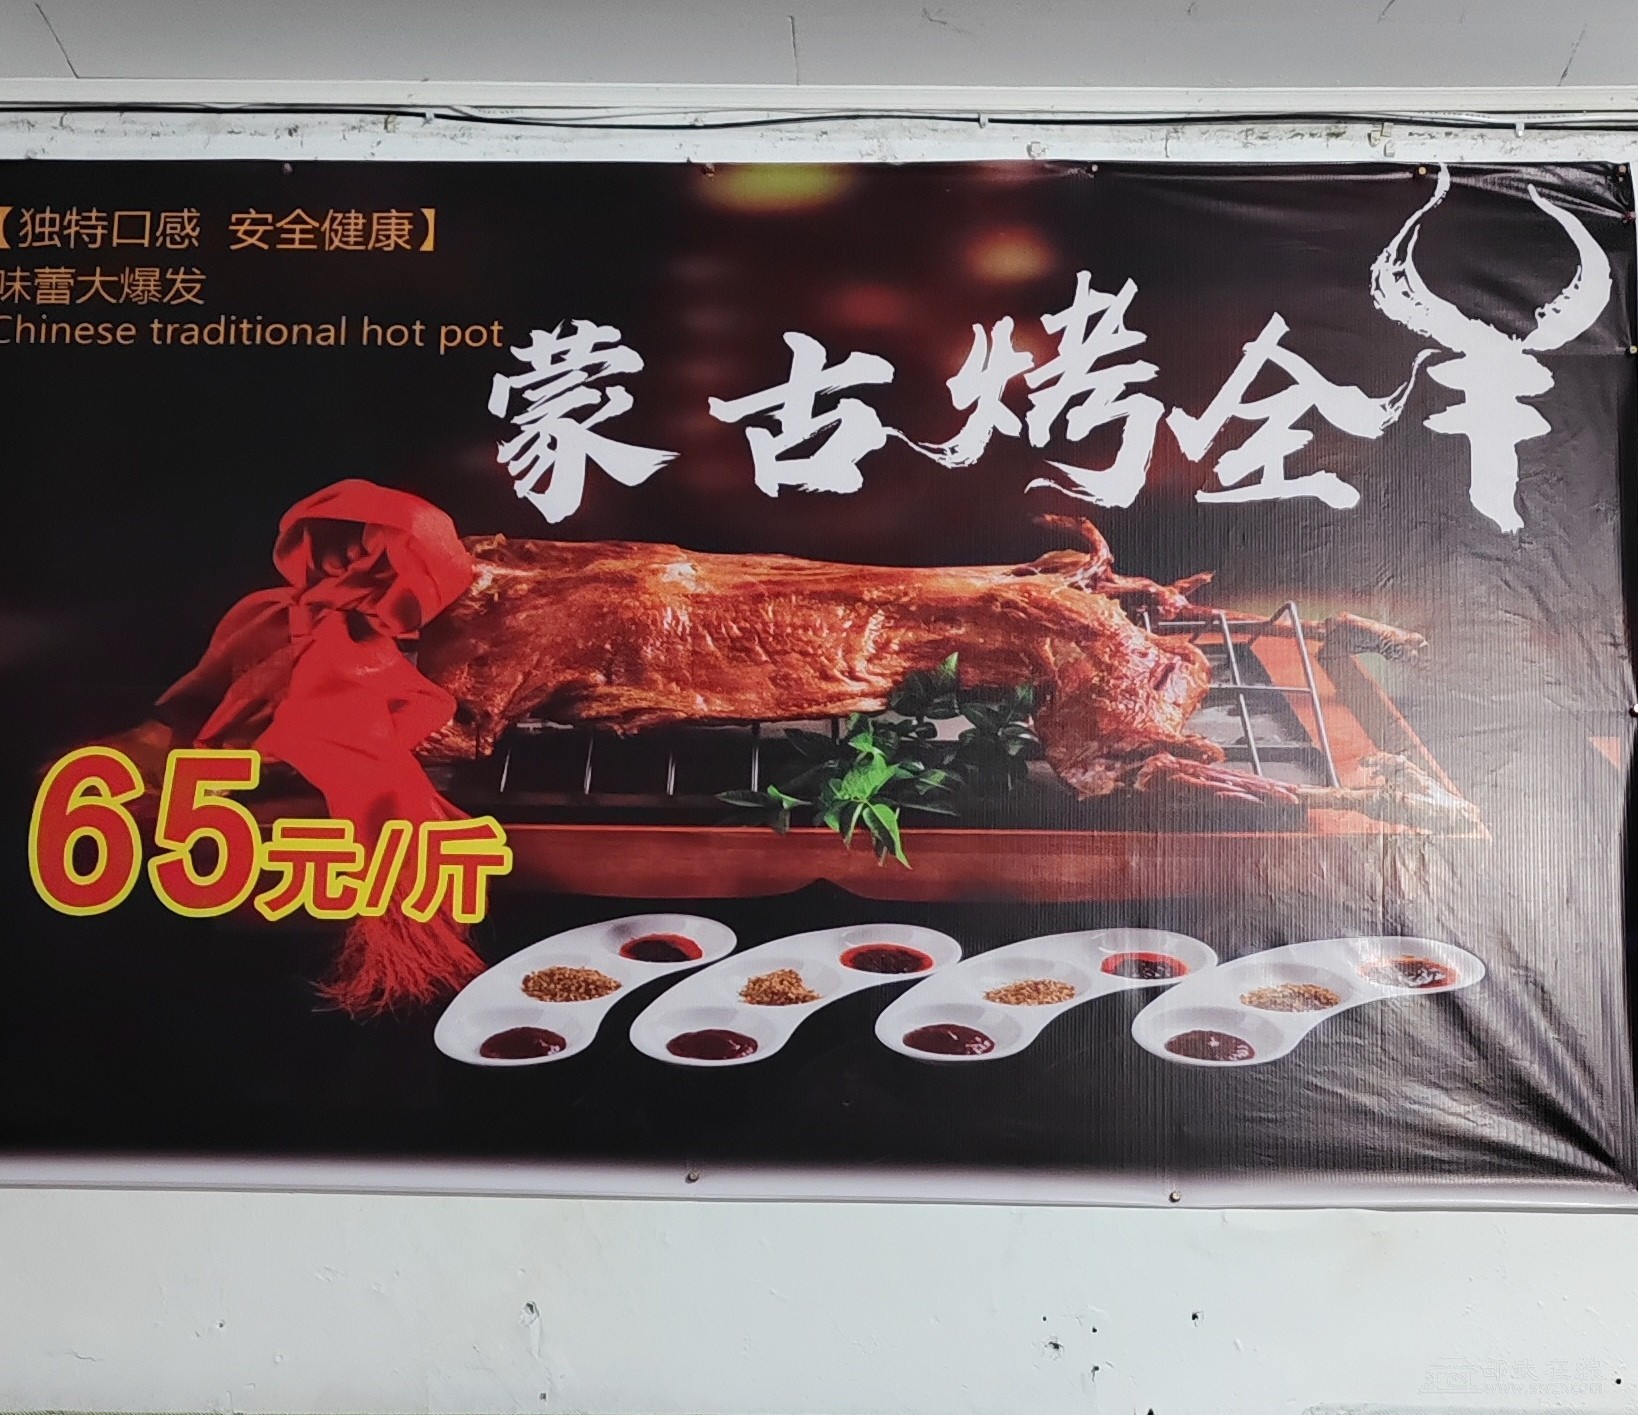 【独特口感 安全健康】
味蕾大爆发
Chinese traditional hot pot
蒙古烤全羊
65元/斤